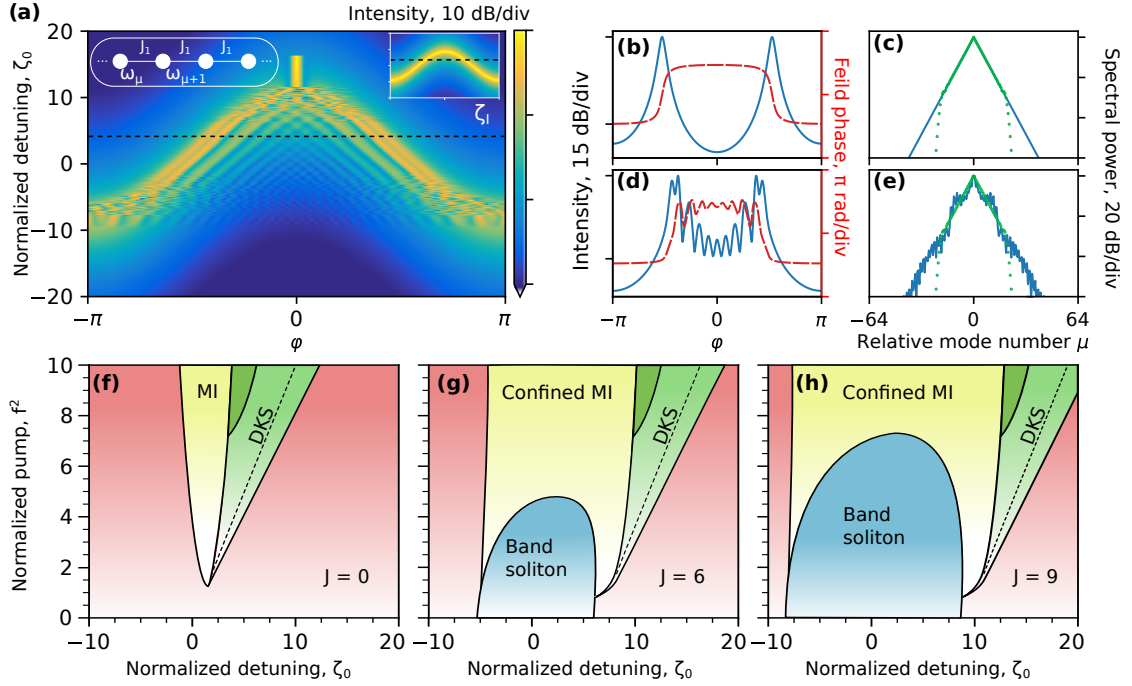 (a)
Intensity, 10 dB/div
Normalized detuning, ζ₀
20
10
0
−10
−20
J₁ J₁ J₁
... ...
ωμ ωμ+1
ζI
−π 0 π
φ
(b)
(d)
Intensity, 15 dB/div
Feild phase, π rad/div
−π 0 π
φ
(c)
(e)
Spectral power, 20 dB/div
−64 0 64
Relative mode number μ
(f)
MI
DKS
J = 0
Normalized pump, f²
10
8
6
4
2
0
−10 0 10 20
Normalized detuning, ζ₀
(g)
Confined MI
DKS
Band
soliton
J = 6
−10 0 10 20
Normalized detuning, ζ₀
(h)
Confined MI
DKS
Band
soliton
J = 9
−10 0 10 20
Normalized detuning, ζ₀